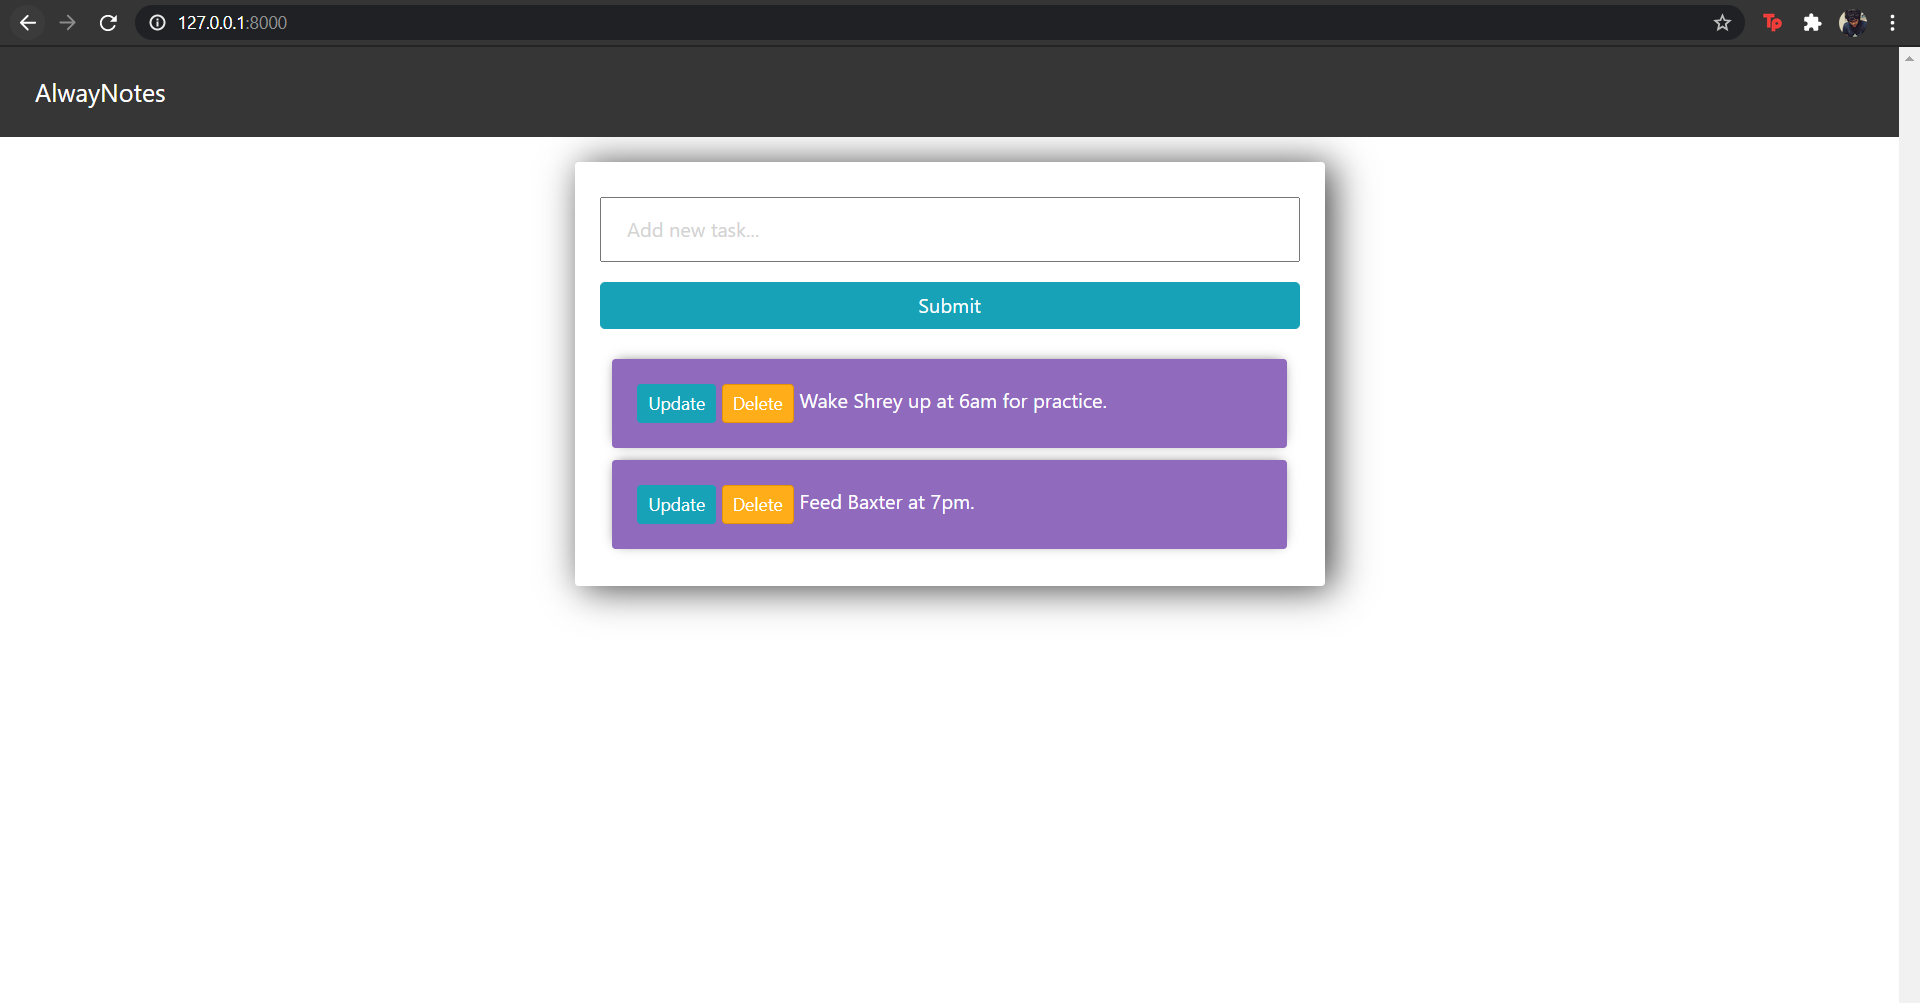 127.0.0.1:8000
Tp
AlwayNotes
Add new task...
Submit
Update Delete Wake Shrey up at 6am for practice.
Update Delete Feed Baxter at 7pm.